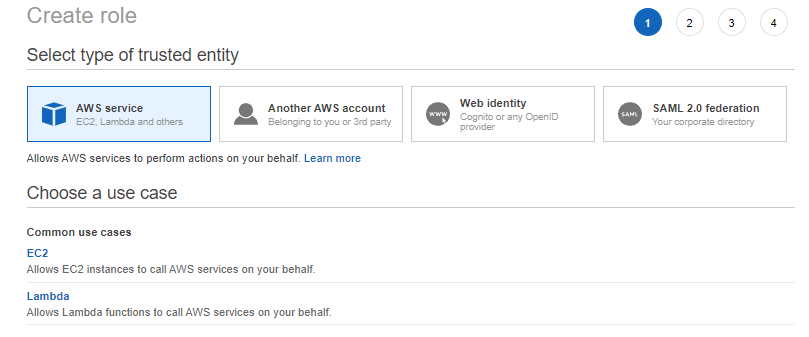 Create role
1 2 3 4
Select type of trusted entity
AWS service
EC2, Lambda and others
Another AWS account
Belonging to you or 3rd party
WWW
Web identity
Cognito or any OpenID
provider
SAML
SAML 2.0 federation
Your corporate directory
Allows AWS services to perform actions on your behalf. Learn more
Choose a use case
Common use cases
EC2
Allows EC2 instances to call AWS services on your behalf.
Lambda
Allows Lambda functions to call AWS services on your behalf.